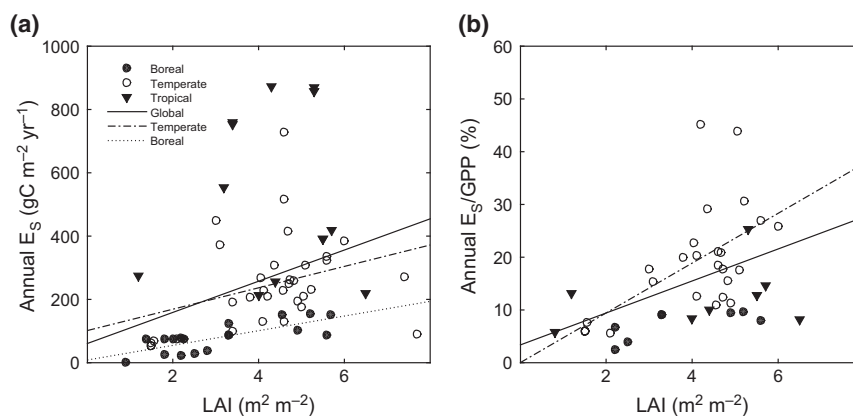 (a)
1000
800
600
400
200
0
Annual E_S (gC m⁻² yr⁻¹)
Boreal
Temperate
Tropical
Global
Temperate
Boreal
2
4
6
LAI (m² m⁻²)
(b)
60
50
40
30
20
10
0
Annual E_S/GPP (%)
0
2
4
6
LAI (m² m⁻²)